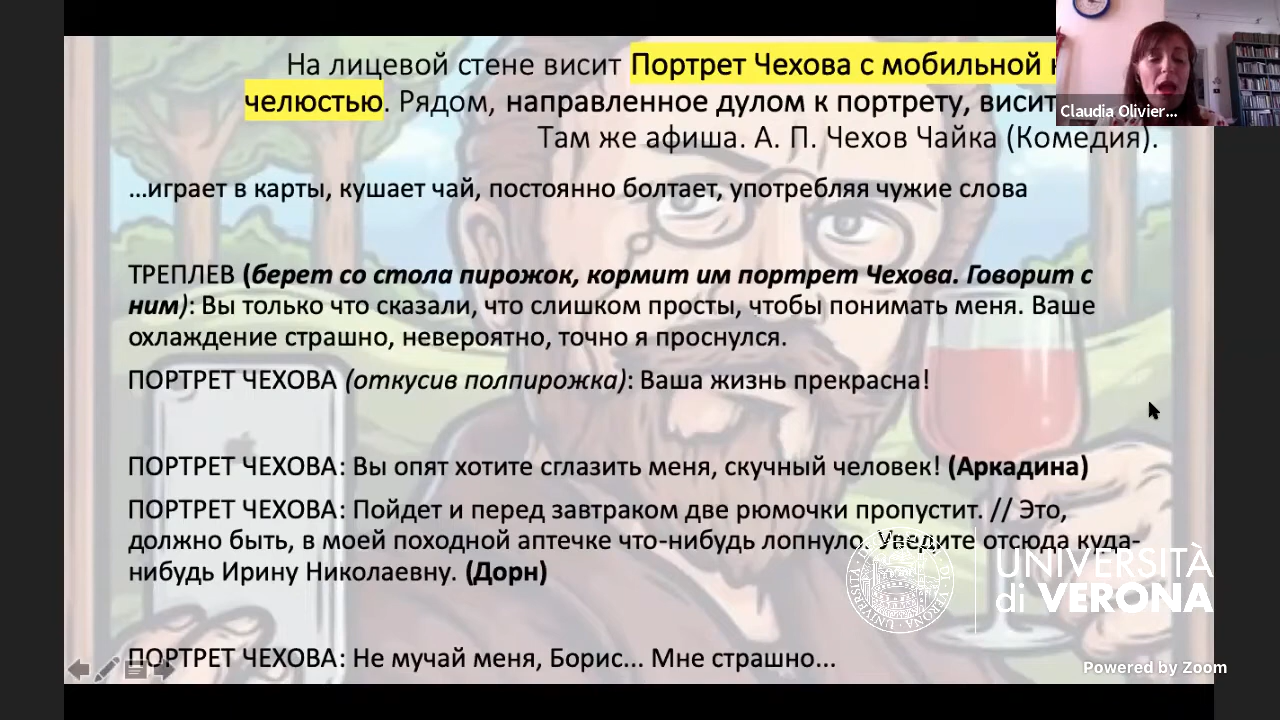 На лицевой стене висит Портрет Чехова с мобильной
челюстью. Рядом, направленное дулом к портрету, висит
Там же афиша. А. П. Чехов Чайка (Комедия).
…играет в карты, кушает чай, постоянно болтает, употребляя чужие слова
ТРЕПЛЕВ (берет со стола пирожок, кормит им портрет Чехова. Говорит с
ним): Вы только что сказали, что слишком просты, чтобы понимать меня. Ваше
охлаждение страшно, невероятно, точно я проснулся.
ПОРТРЕТ ЧЕХОВА (откусив полпирожка): Ваша жизнь прекрасна!
ПОРТРЕТ ЧЕХОВА: Вы опят хотите сглазить меня, скучный человек! (Аркадина)
ПОРТРЕТ ЧЕХОВА: Пойдет и перед завтраком две рюмочки пропустит. // Это,
должно быть, в моей походной аптечке что-нибудь лопнуло. Уведите отсюда куда-
нибудь Ирину Николаевну. (Дорн)
ПОРТРЕТ ЧЕХОВА: Не мучай меня, Борис... Мне страшно...
Claudia Olivier...
UNIVERSITÀ
di VERONA
Powered by Zoom